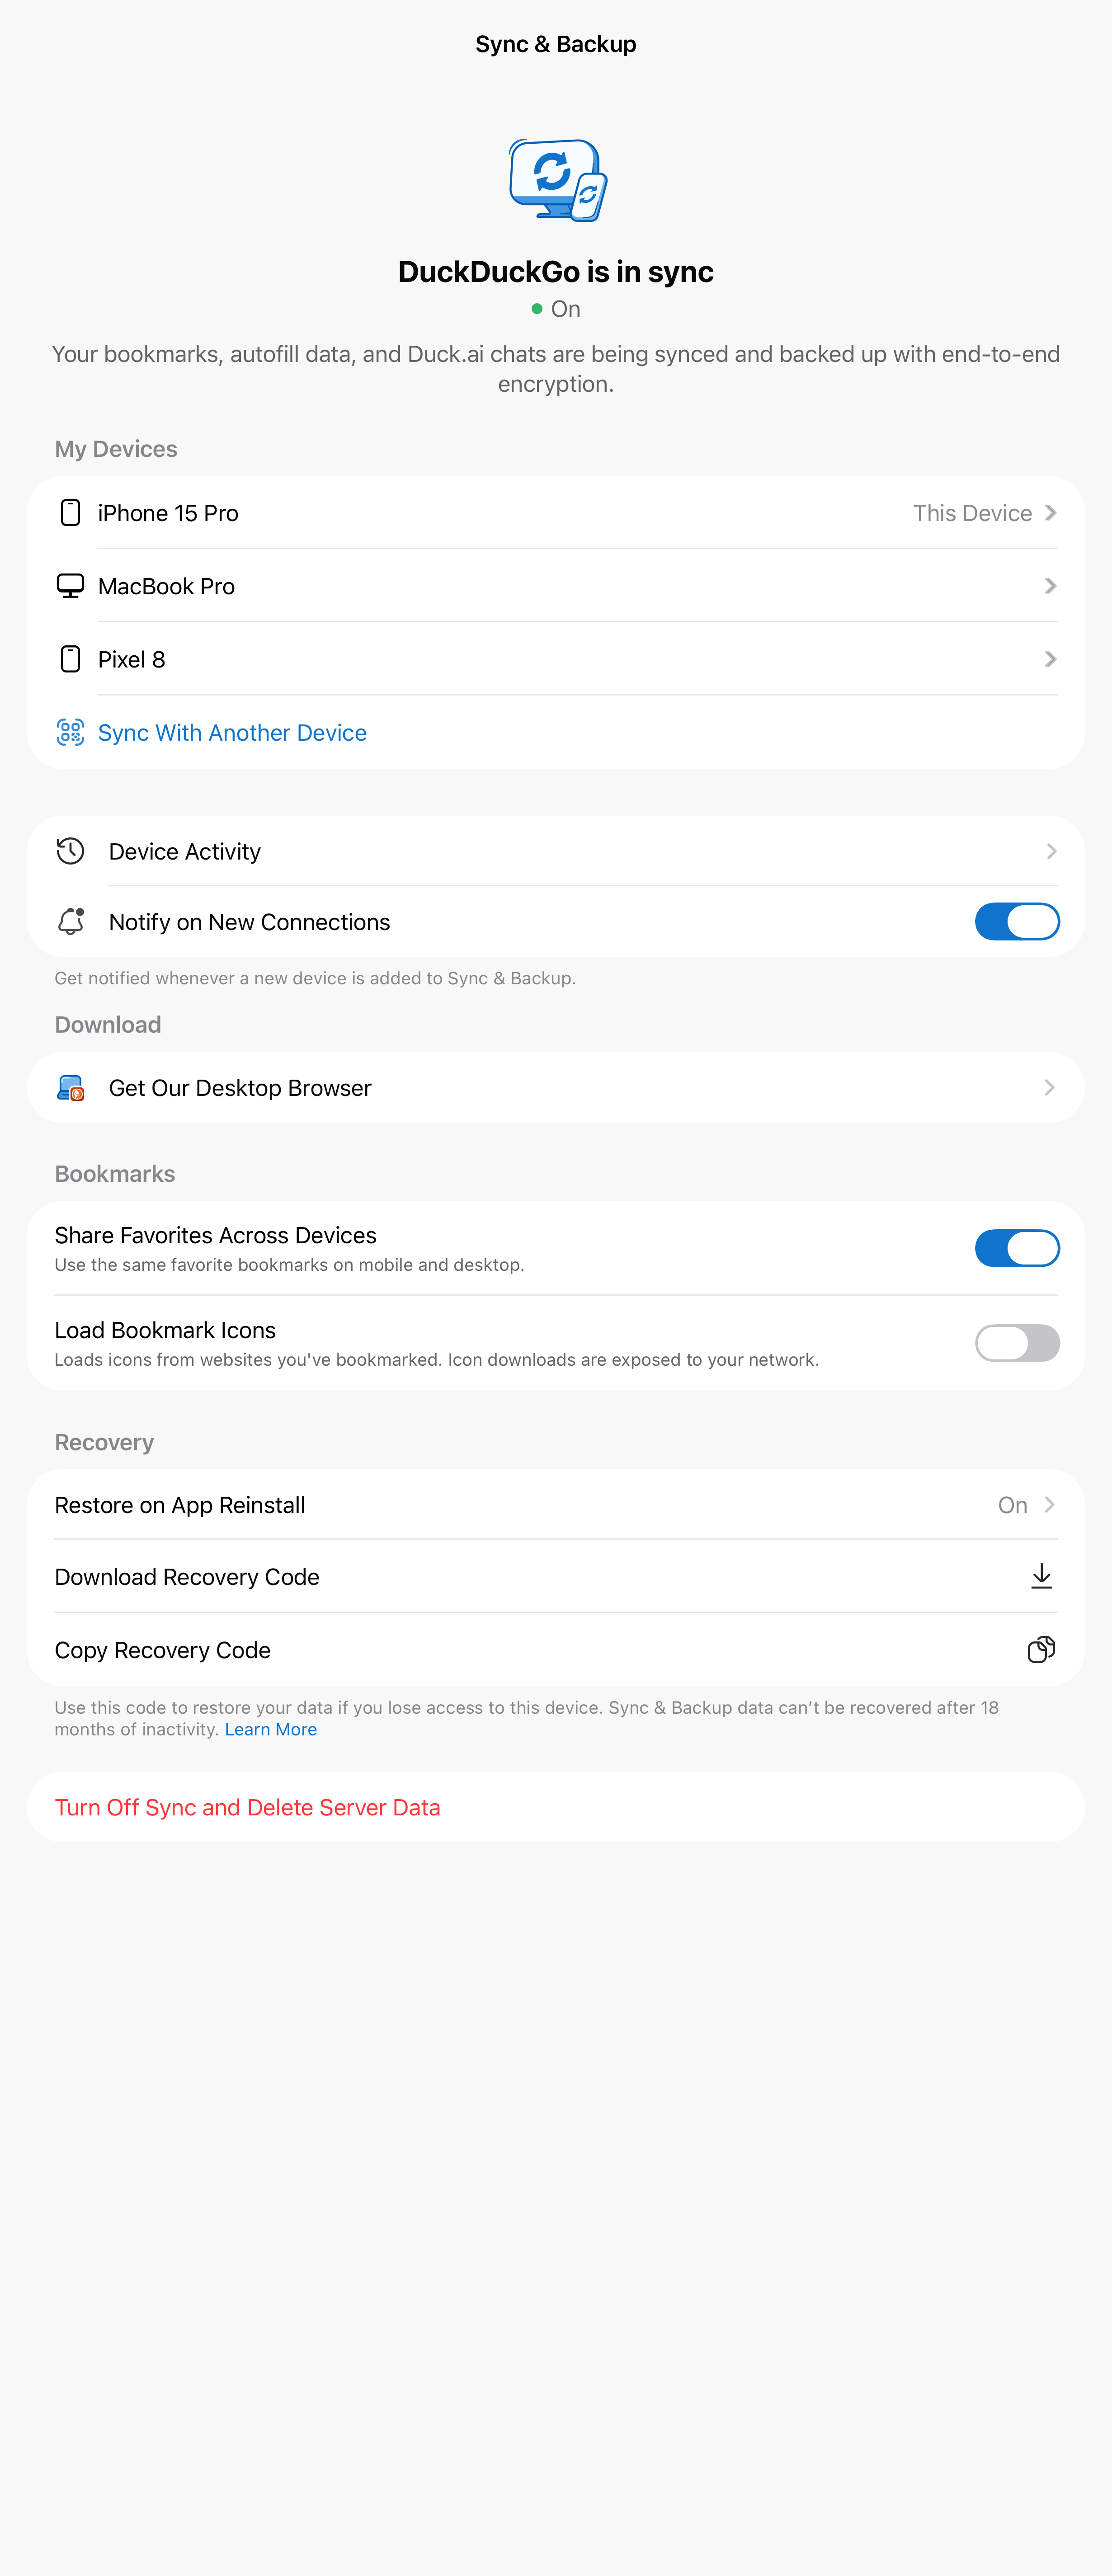 Sync & Backup
DuckDuckGo is in sync
On
Your bookmarks, autofill data, and Duck.ai chats are being synced and backed up with end-to-end
encryption.
My Devices
iPhone 15 Pro This Device
MacBook Pro
Pixel 8
Sync With Another Device
Device Activity
Notify on New Connections
Get notified whenever a new device is added to Sync & Backup.
Download
Get Our Desktop Browser
Bookmarks
Share Favorites Across Devices
Use the same favorite bookmarks on mobile and desktop.
Load Bookmark Icons
Loads icons from websites you've bookmarked. Icon downloads are exposed to your network.
Recovery
Restore on App Reinstall On
Download Recovery Code
Copy Recovery Code
Use this code to restore your data if you lose access to this device. Sync & Backup data can’t be recovered after 18
months of inactivity. Learn More
Turn Off Sync and Delete Server Data